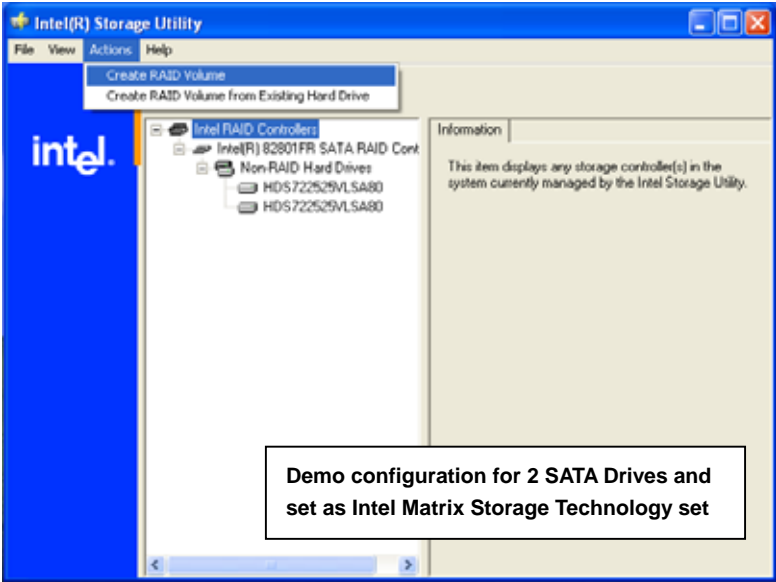 Intel(R) Storage Utility
File View Actions Help
Create RAID Volume
Create RAID Volume from Existing Hard Drive
intel.
Intel RAID Controllers
Intel(R) 82801FR SATA RAID Cont
Non-RAID Hard Drives
HDS722525VLSA80
HDS722525VLSA80
Information
This item displays any storage controller(s) in the
system currently managed by the Intel Storage Utility.
Demo configuration for 2 SATA Drives and
set as Intel Matrix Storage Technology set